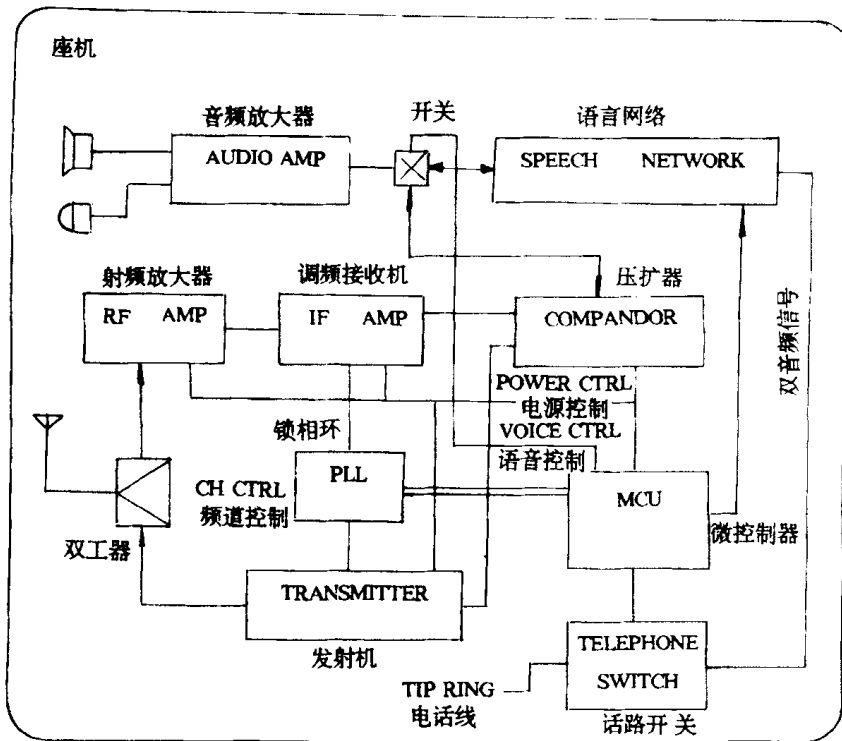 座机
音频放大器
开关
语言网络
AUDIO AMP
SPEECH NETWORK
射频放大器
调频接收机
压扩器
RF AMP
IF AMP
COMPANDOR
双音频信号
POWER CTRL
电源控制
锁相环
VOICE CTRL
语音控制
PLL
CH CTRL
频道控制
MCU
微控制器
双工器
TRANSMITTER
发射机
TELEPHONE
SWITCH
TIP RING
电话线
话路开关